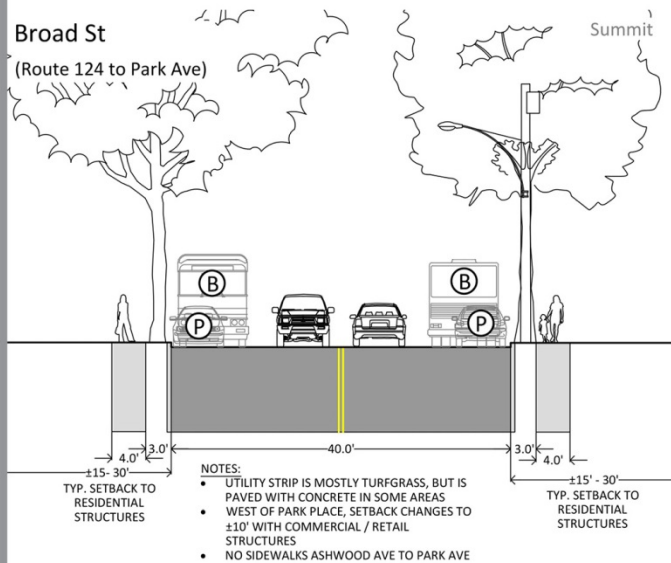 Broad St
Summit
(Route 124 to Park Ave)
B
B
P
P
3.0'
40.0'
3.0'
4.0'
4.0'
±15- 30'
±15' - 30'
TYP. SETBACK TO
RESIDENTIAL
STRUCTURES
NOTES:
• UTILITY STRIP IS MOSTLY TURFGRASS, BUT IS
PAVED WITH CONCRETE IN SOME AREAS
• WEST OF PARK PLACE, SETBACK CHANGES TO
±10' WITH COMMERCIAL / RETAIL
STRUCTURES
• NO SIDEWALKS ASHWOOD AVE TO PARK AVE
TYP. SETBACK TO
RESIDENTIAL
STRUCTURES